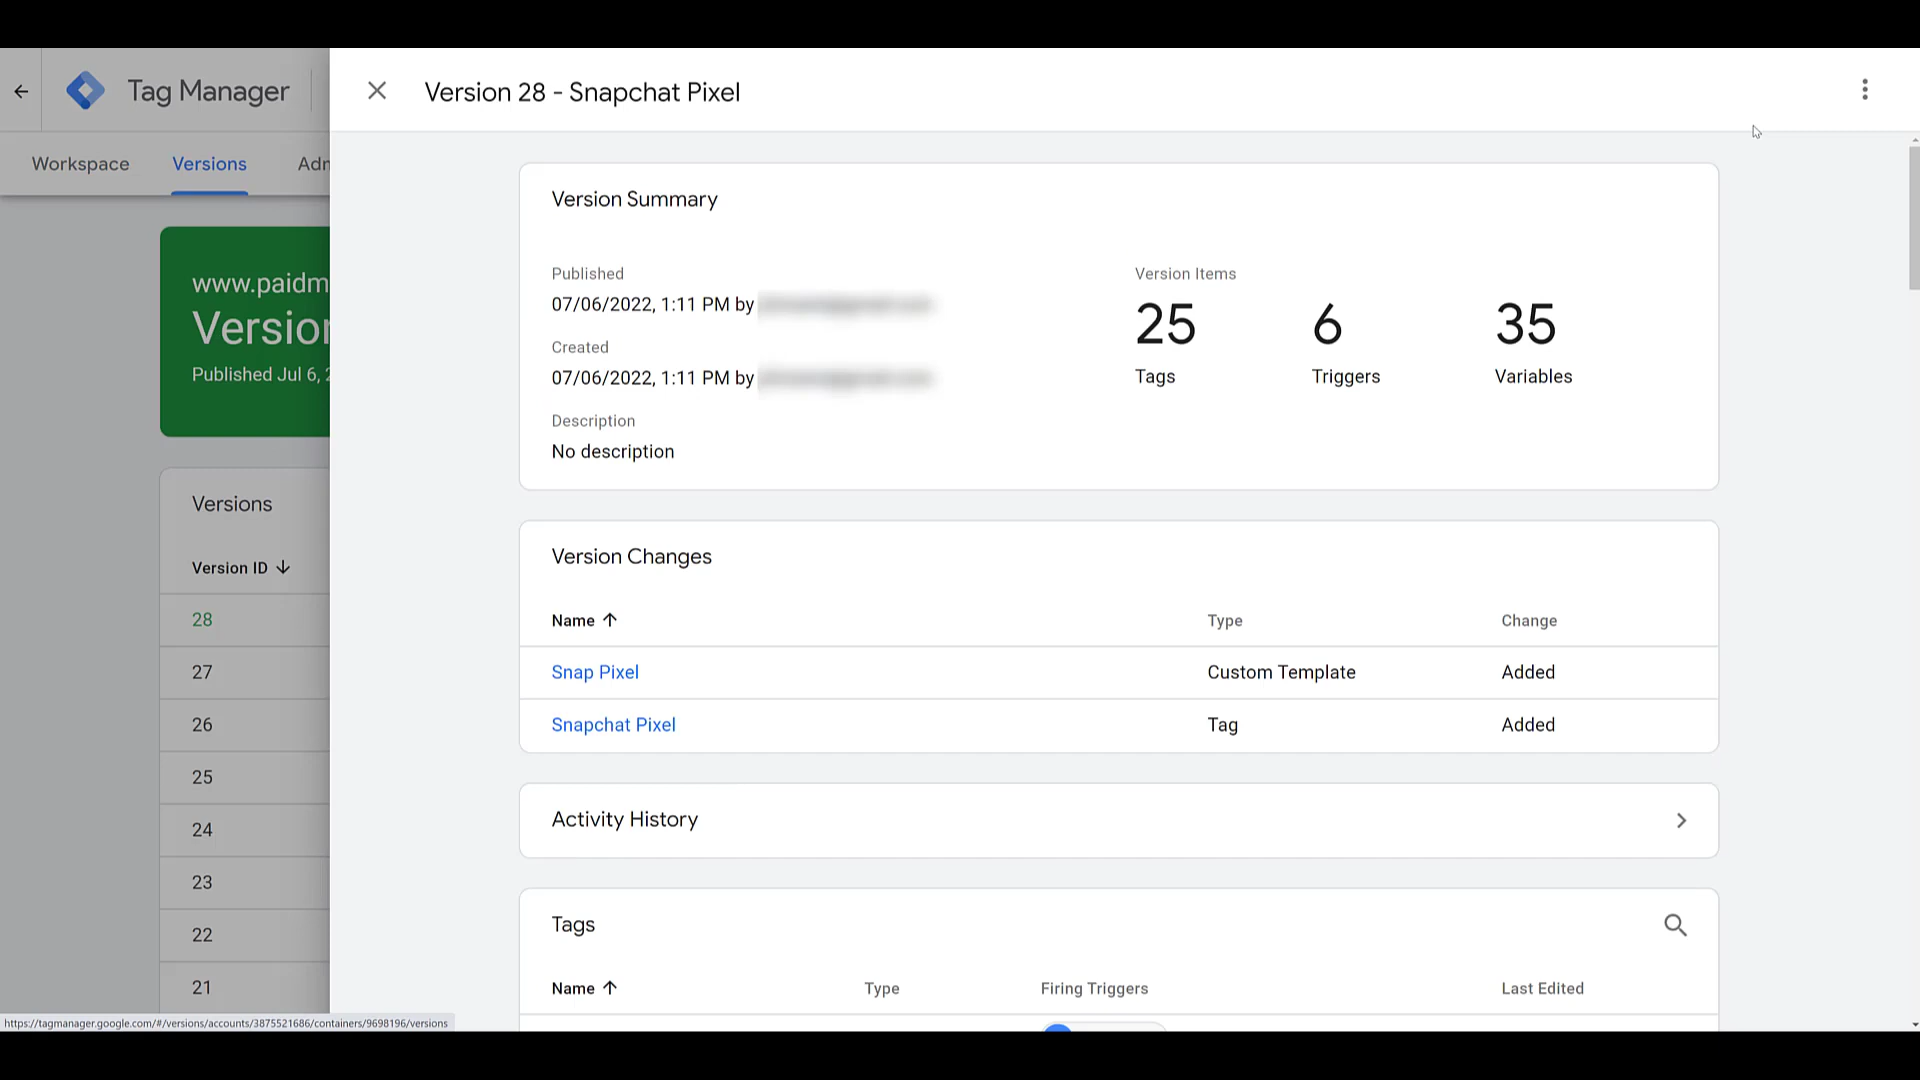 Tag Manager
Version 28 - Snapchat Pixel
Workspace
Versions
Adm
www.paidm
Version
Published Jul 6, 2
Versions
Version ID
28
27
26
25
24
23
22
21
Version Summary
Published
07/06/2022, 1:11 PM by
Created
07/06/2022, 1:11 PM by
Description
No description
Version Items
25
6
35
Tags
Triggers
Variables
Version Changes
Name
Type
Change
Snap Pixel
Custom Template
Added
Snapchat Pixel
Tag
Added
Activity History
Tags
Name
Type
Firing Triggers
Last Edited
https://tagmanager.google.com/#/versions/accounts/3875521686/containers/9698196/versions